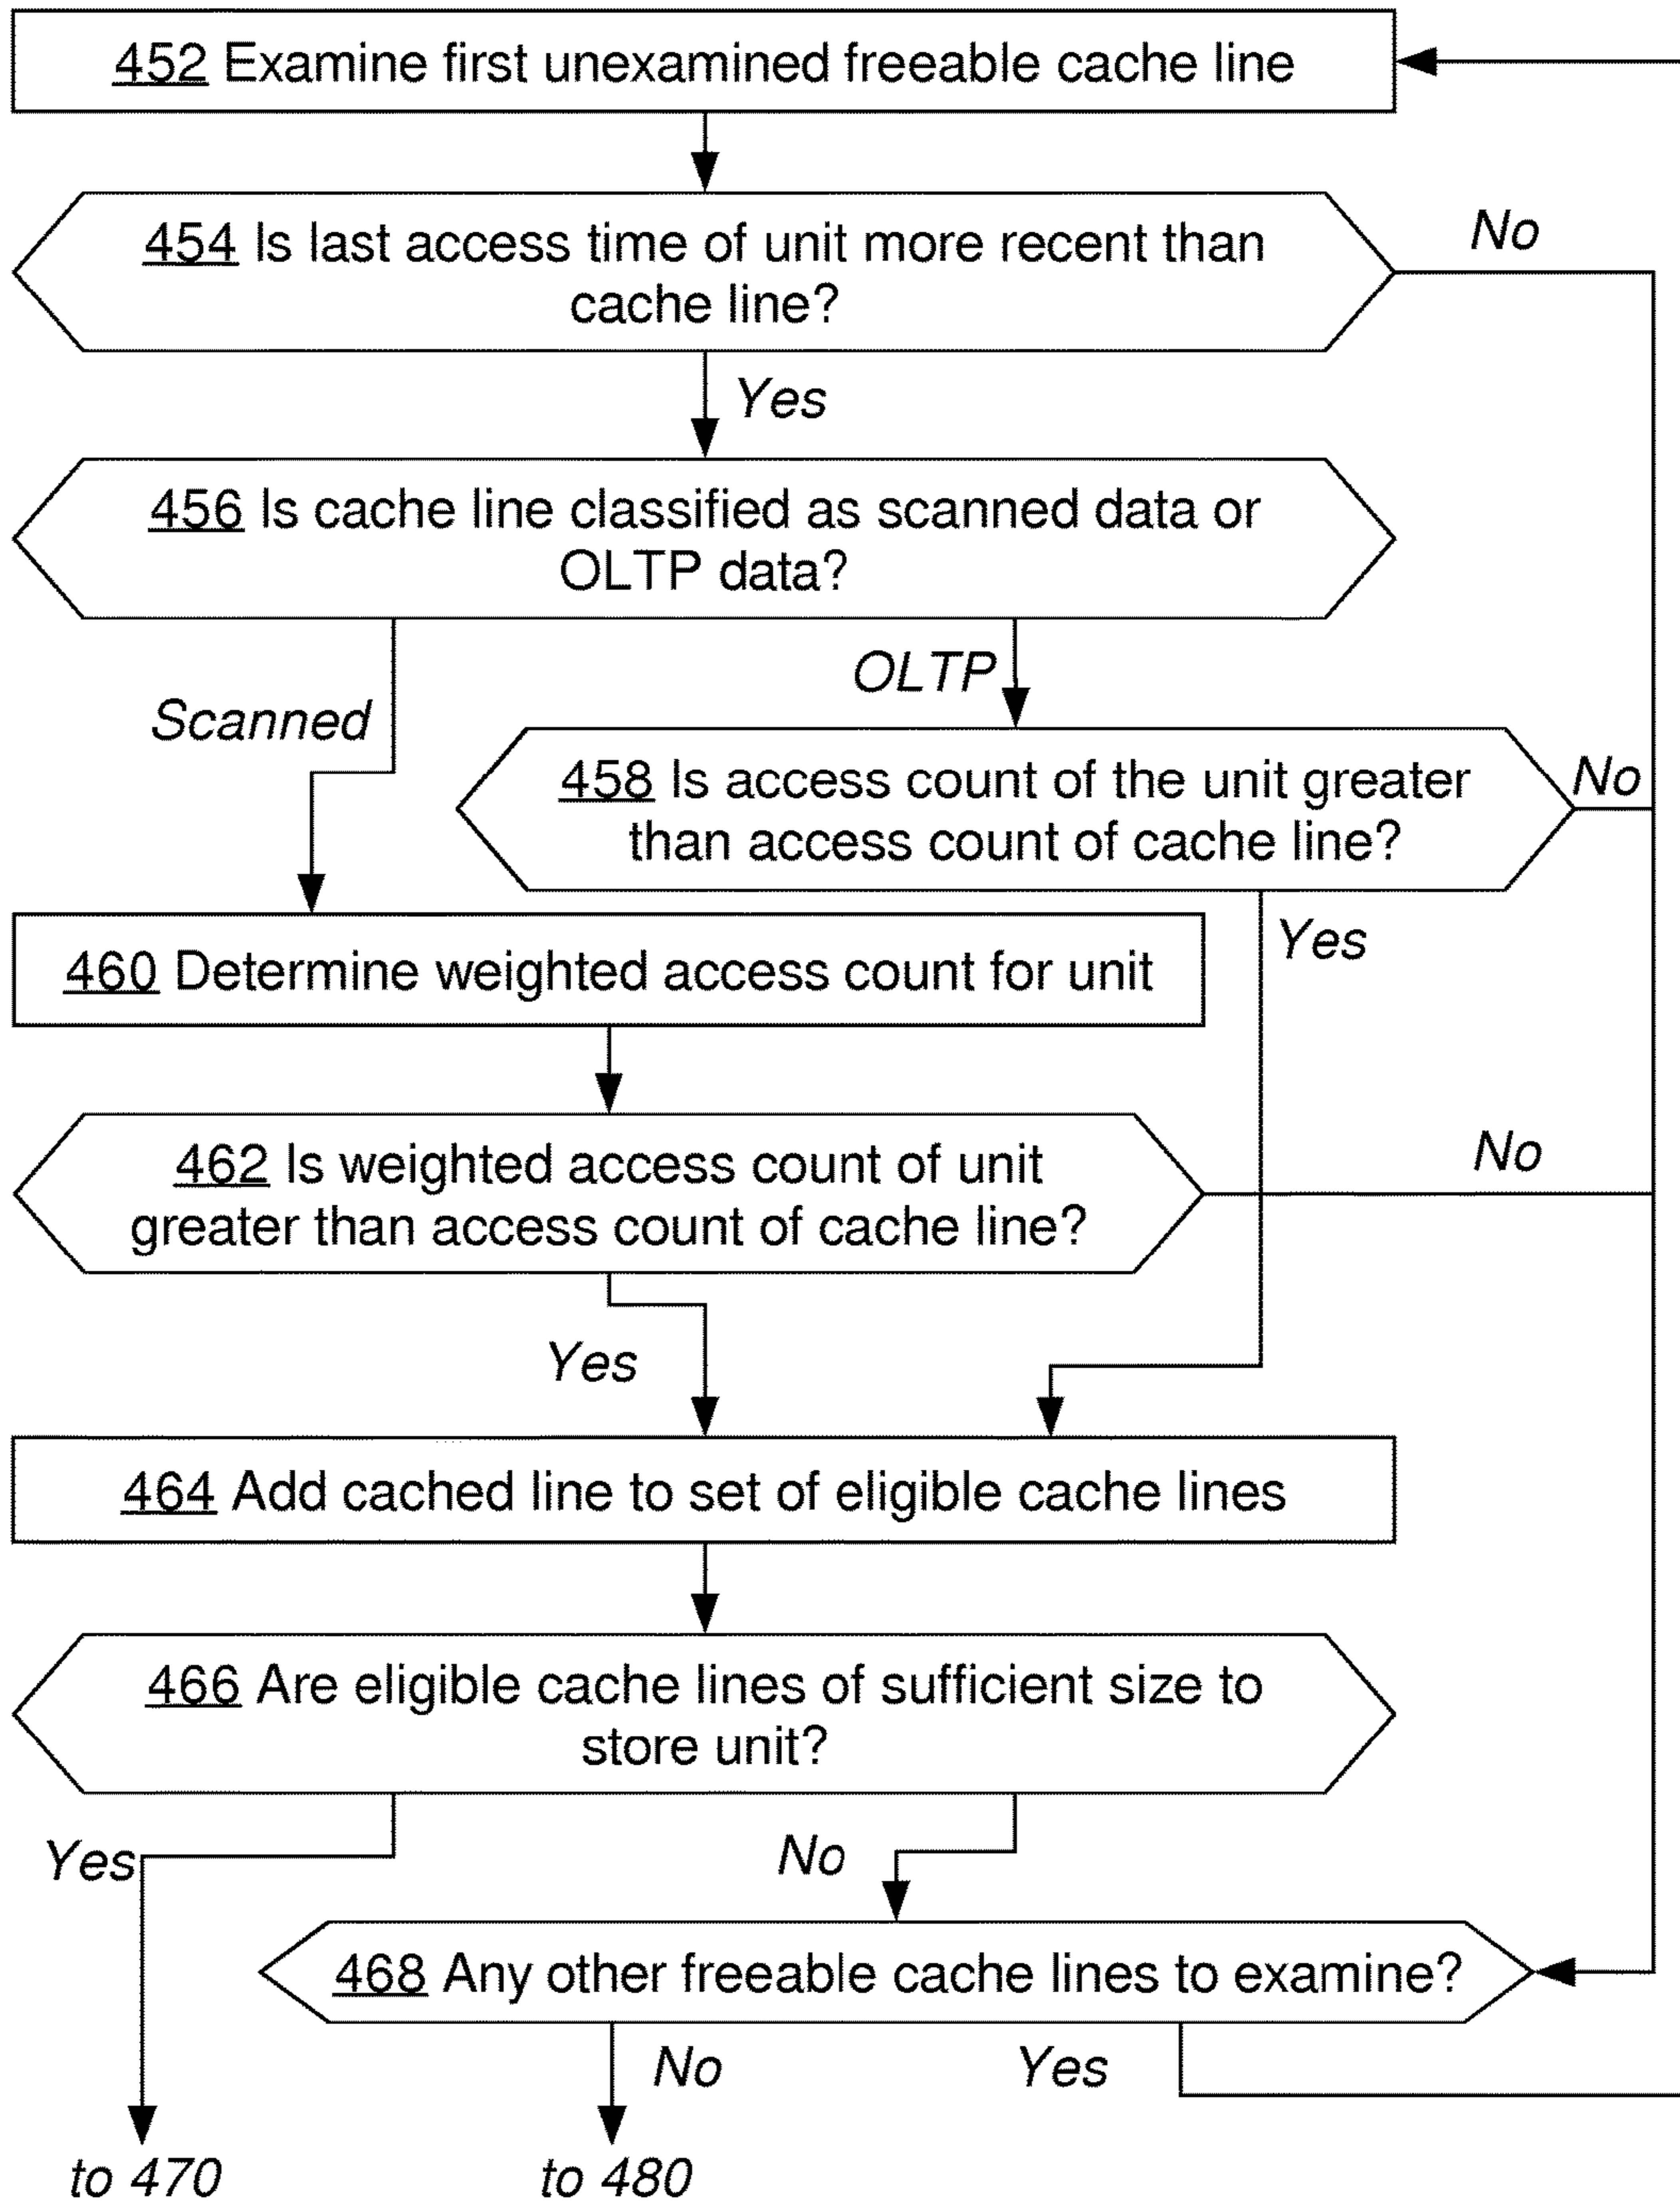 452 Examine first unexamined freeable cache line
454 Is last access time of unit more recent than
cache line?
No
Yes
456 Is cache line classified as scanned data or
OLTP data?
OLTP
Scanned
458 Is access count of the unit greater
than access count of cache line?
No
Yes
460 Determine weighted access count for unit
462 Is weighted access count of unit
greater than access count of cache line?
No
Yes
464 Add cached line to set of eligible cache lines
466 Are eligible cache lines of sufficient size to
store unit?
Yes
No
468 Any other freeable cache lines to examine?
No
Yes
to 470
to 480